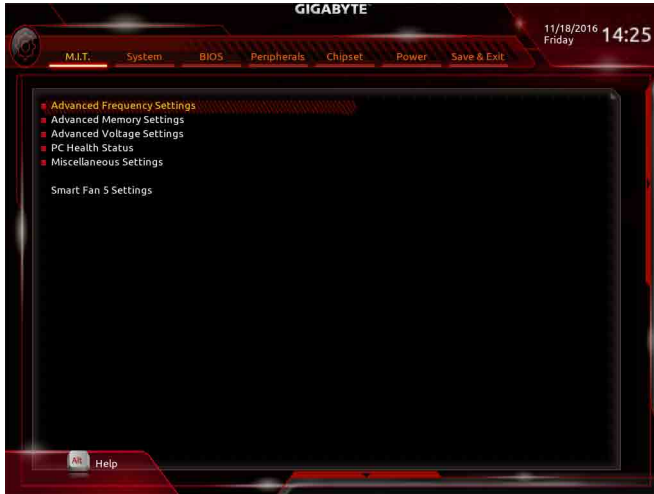 GIGABYTE
11/18/2016
Friday
14:25
M.I.T. System BIOS Peripherals Chipset Power Save & Exit
Advanced Frequency Settings
Advanced Memory Settings
Advanced Voltage Settings
PC Health Status
Miscellaneous Settings
Smart Fan 5 Settings
Alt Help